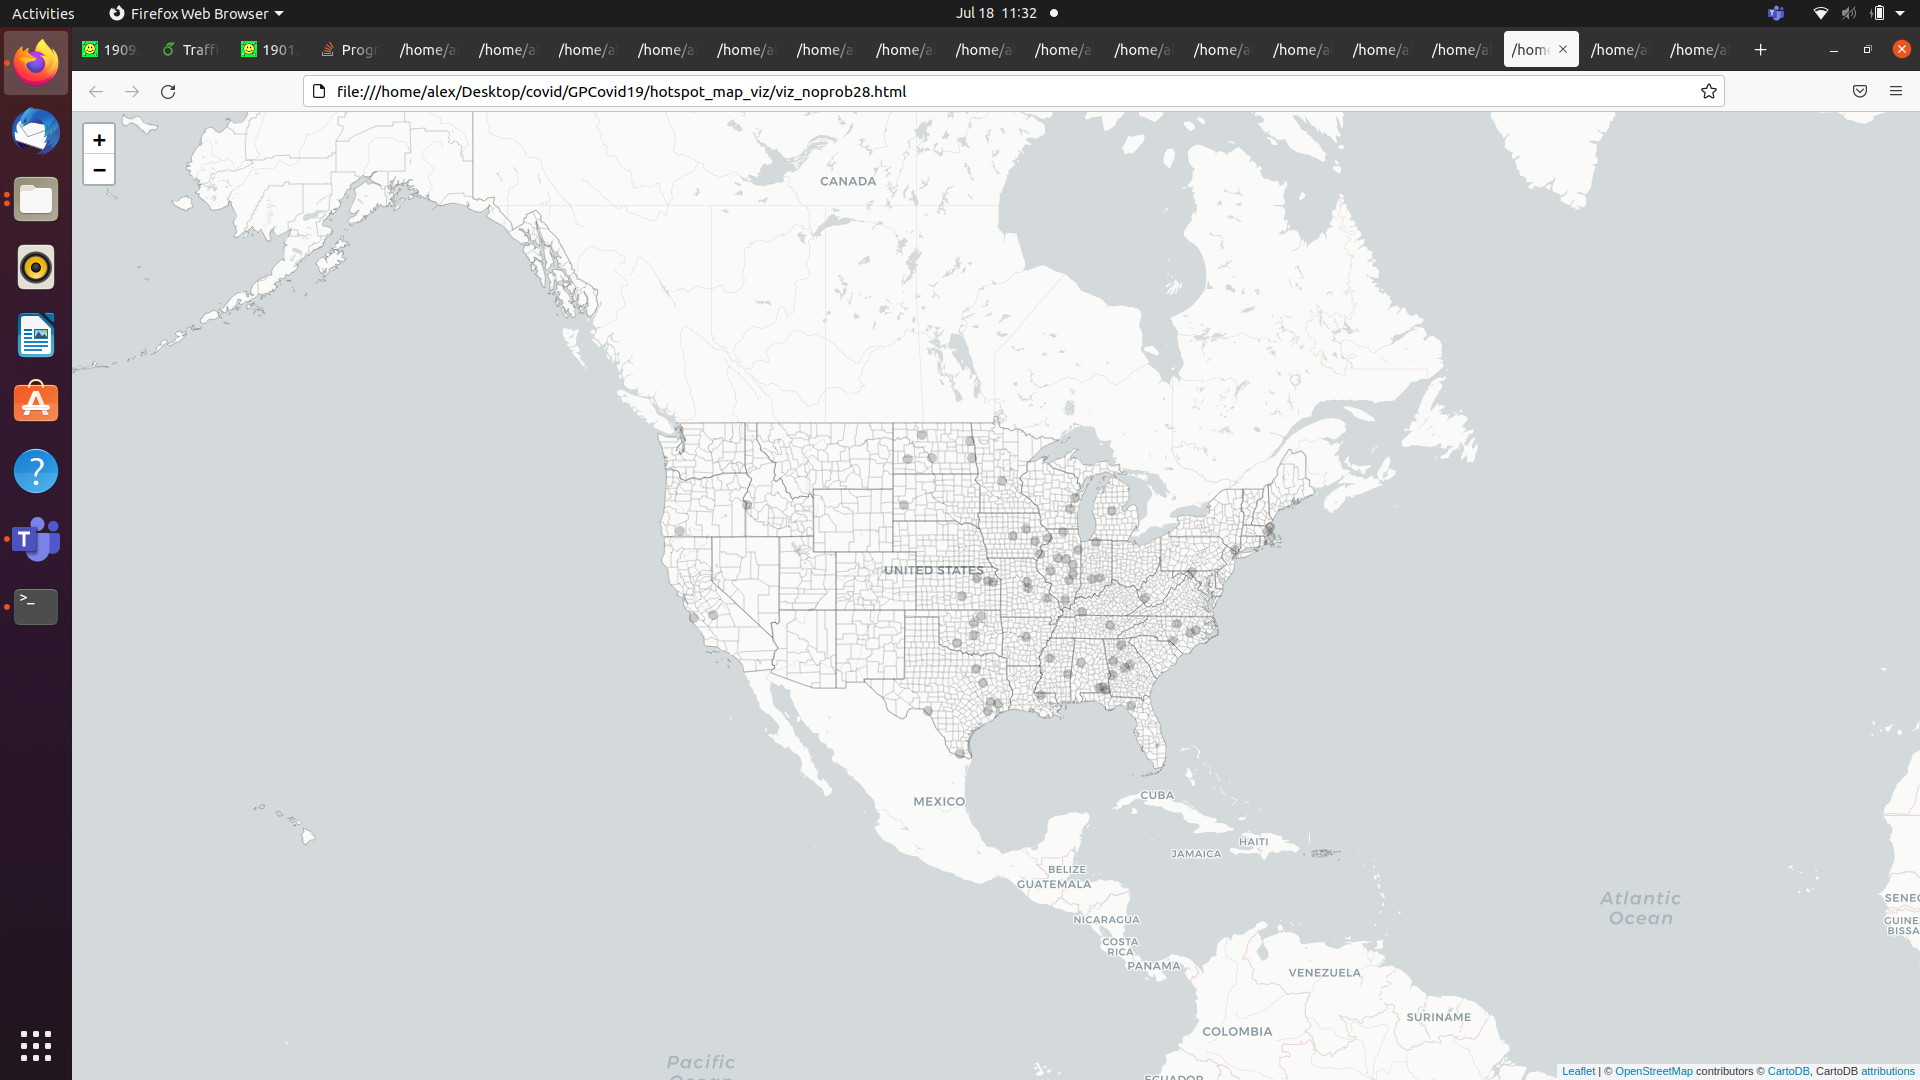 Activities
Firefox Web Browser
Jul 18 11:32
1909
Traffi
1901.
Progr
/home/a
/home/a
/home/a
/home/a
/home/a
/home/a
/home/a
/home/a
/home/a
/home/a
/home/a
/home/a
/home/a
/home/a
/hom
/home/a
/home/a
file:///home/alex/Desktop/covid/GPCovid19/hotspot_map_viz/viz_noprob28.html
+
−
CANADA
UNITED STATES
MEXICO
CUBA
HAITI
JAMAICA
BELIZE
GUATEMALA
NICARAGUA
COSTA
RICA
PANAMA
VENEZUELA
COLOMBIA
SURINAME
ECUADOR
Atlantic
Ocean
Pacific
Ocean
SENEG
GUINE
BISSA
Leaflet | © OpenStreetMap contributors © CartoDB, CartoDB attributions